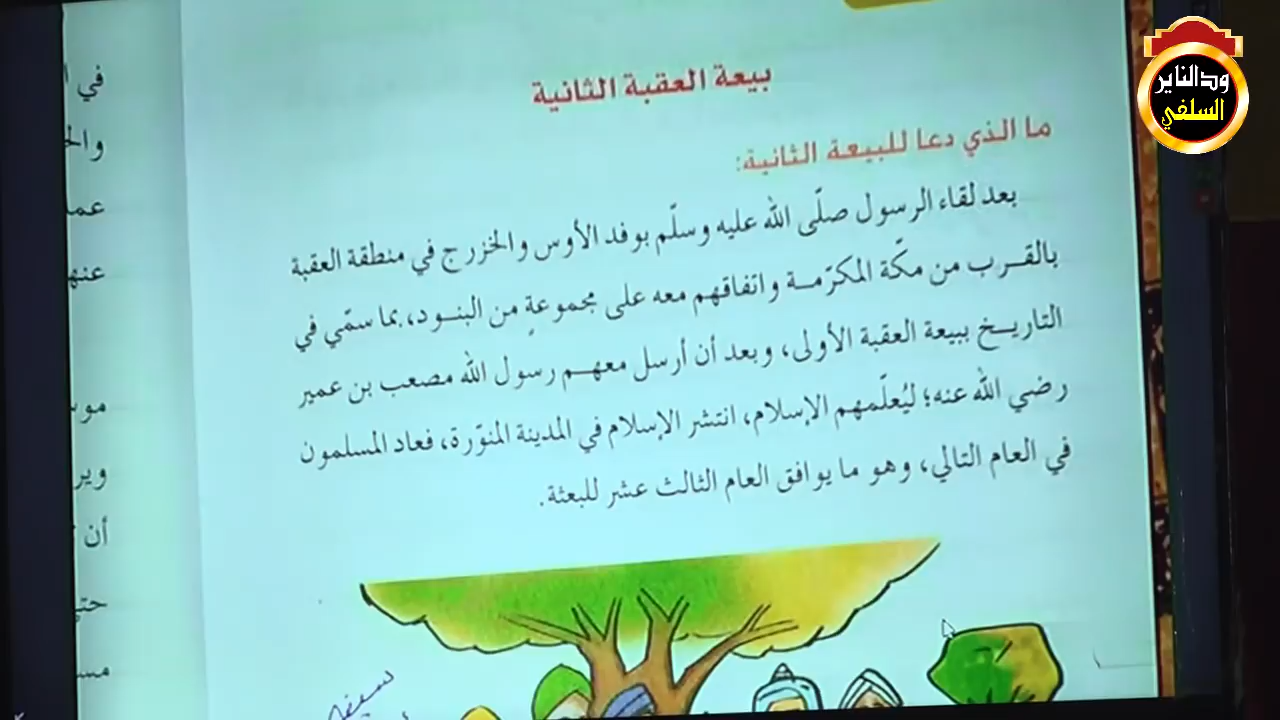 ودالناير
السلفي
بيعة العقبة الثانية
ما الذي دعا للبيعة الثانية:
بعد لقاء الرسول صلّى الله عليه وسلّم بوفد الأوس والخزرج في منطقة العقبة
بالقرب من مكّة المكرّمة واتفاقهم معه على مجموعةٍ من البنود، بما سمّي في
التاريخ ببيعة العقبة الأولى، وبعد أن أرسل معهم رسول الله مصعب بن عمير
رضي الله عنه؛ ليُعلّمهم الإسلام، انتشر الإسلام في المدينة المنوّرة، فعاد المسلمون
في العام التالي، وهو ما يوافق العام الثالث عشر للبعثة.
في
أن